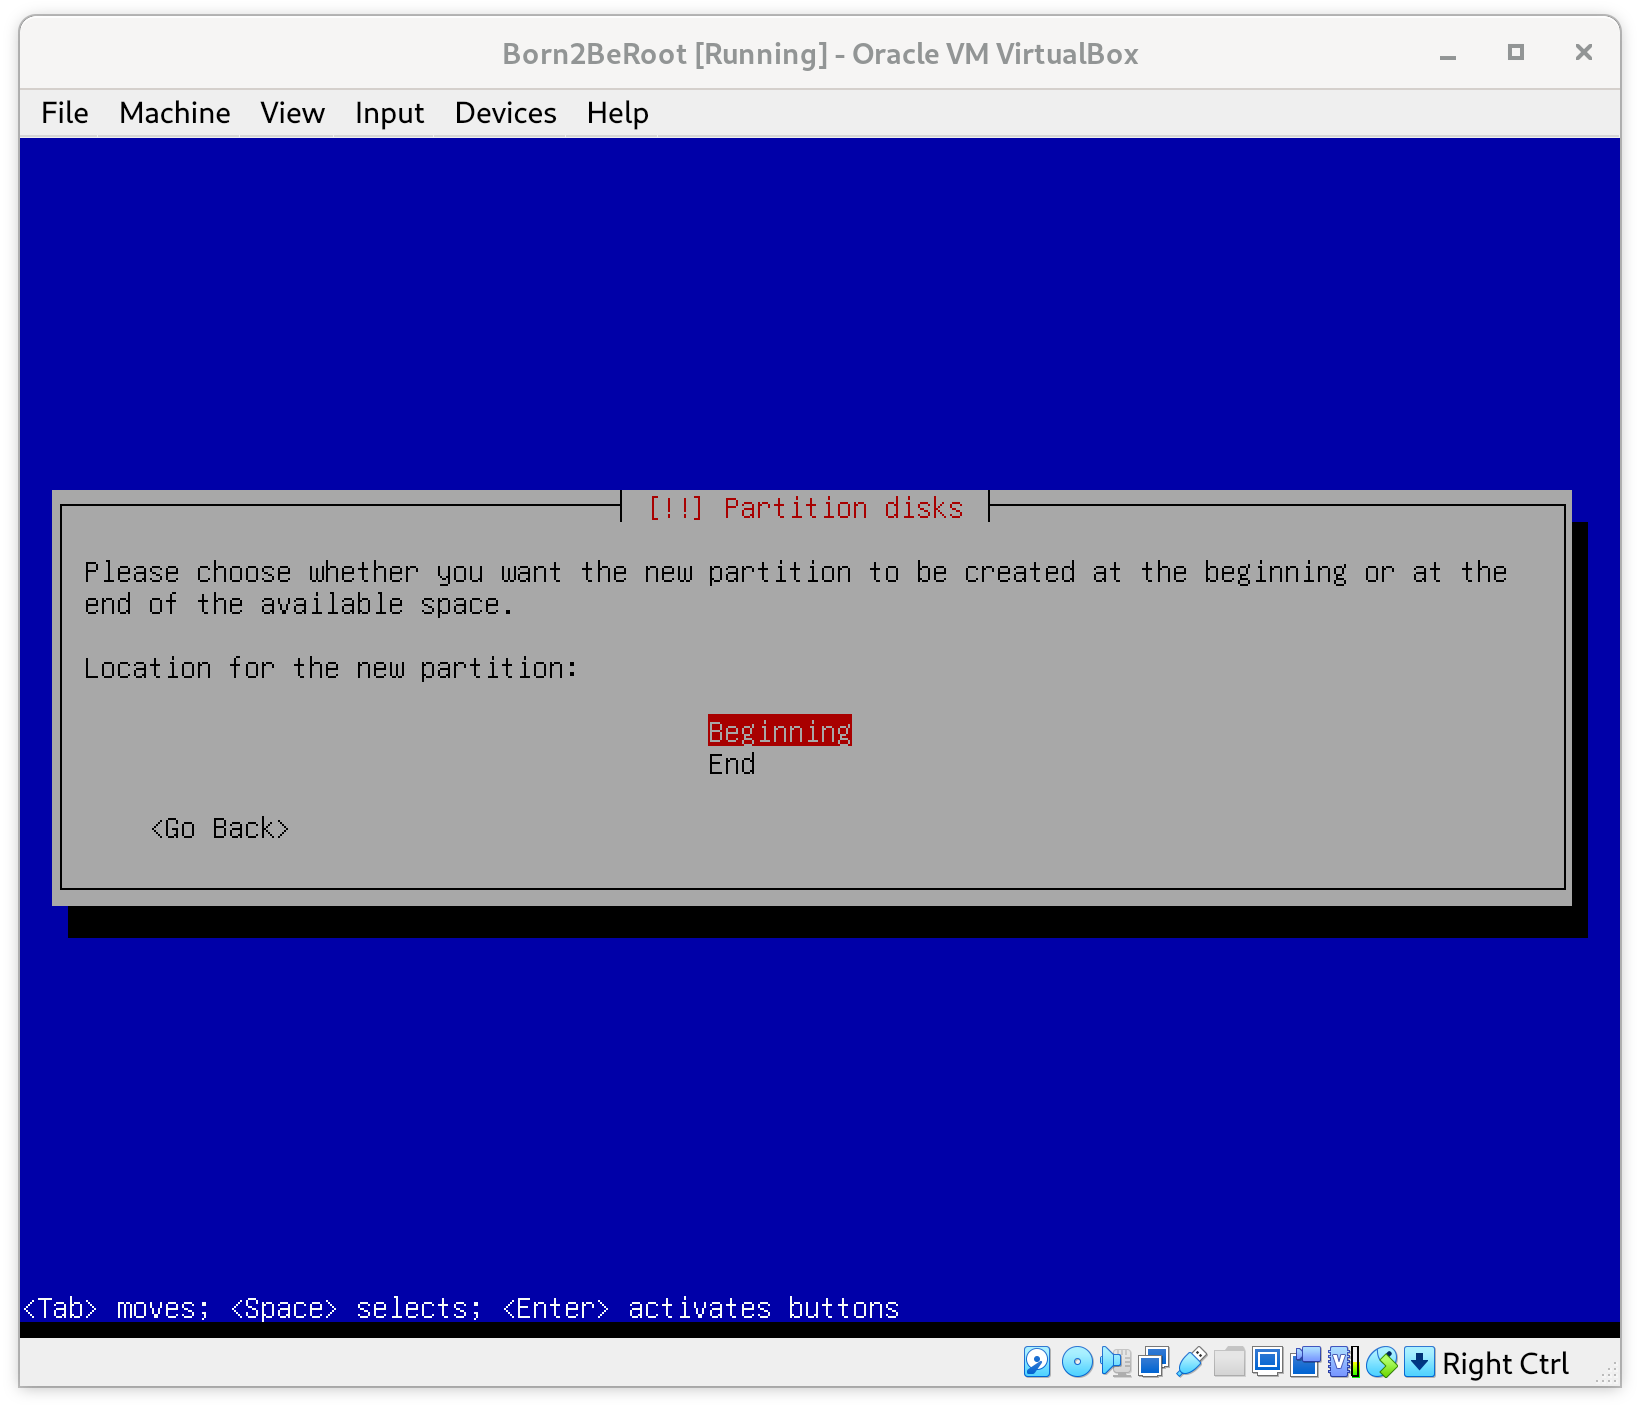 Born2BeRoot [Running] - Oracle VM VirtualBox
File Machine View Input Devices Help
[!!] Partition disks
Please choose whether you want the new partition to be created at the beginning or at the
end of the available space.
Location for the new partition:
Beginning
End
<Go Back>
<Tab> moves; <Space> selects; <Enter> activates buttons
Right Ctrl